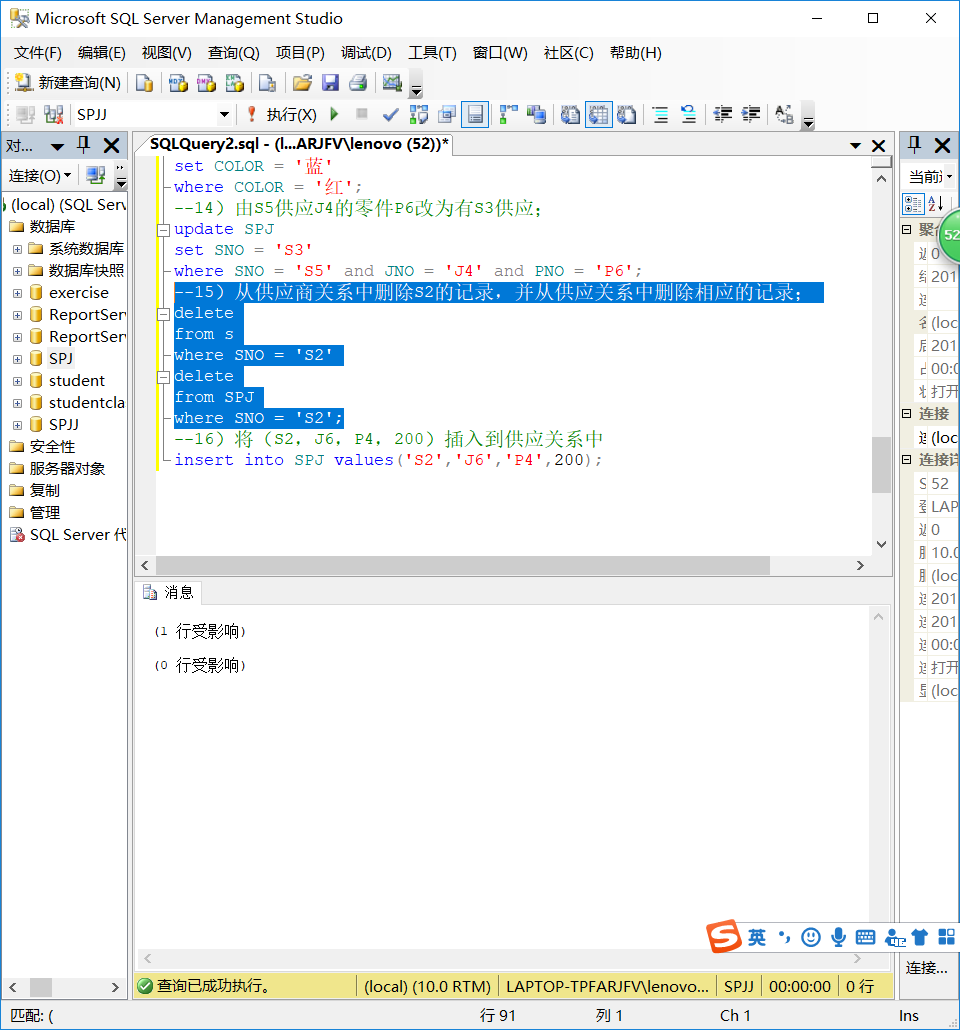 Microsoft SQL Server Management Studio
文件(F) 编辑(E) 视图(V) 查询(Q) 项目(P) 调试(D) 工具(T) 窗口(W) 社区(C) 帮助(H)
新建查询(N)
SPJJ 执行(X)
对...
连接(O)
(local) (SQL Serv
数据库
系统数据库
数据库快照
exercise
ReportServ
ReportServ
SPJ
student
studentcla
SPJJ
安全性
服务器对象
复制
管理
SQL Server 代
SQLQuery2.sql - (l...ARJFV\lenovo (52))*
set COLOR = '蓝'
where COLOR = '红';
--14）由S5供应J4的零件P6改为有S3供应;
update SPJ
set SNO = 'S3'
where SNO = 'S5' and JNO = 'J4' and PNO = 'P6';
--15）从供应商关系中删除S2的记录，并从供应关系中删除相应的记录;
delete
from s
where SNO = 'S2'
delete
from SPJ
where SNO = 'S2';
--16）将（S2，J6，P4，200）插入到供应关系中
insert into SPJ values('S2','J6','P4',200);
消息
(1 行受影响)
(0 行受影响)
当前
52
0
201
(loc
201
00:0
打开
连接
(loc
连接详
52
LAP
0
10.0
(loc
201
201
00:0
打开
(loc
英
连接...
查询已成功执行。 (local) (10.0 RTM) LAPTOP-TPFARJFV\lenovo... SPJJ 00:00:00 0 行
匹配: ( 行 91 列 1 Ch 1 Ins